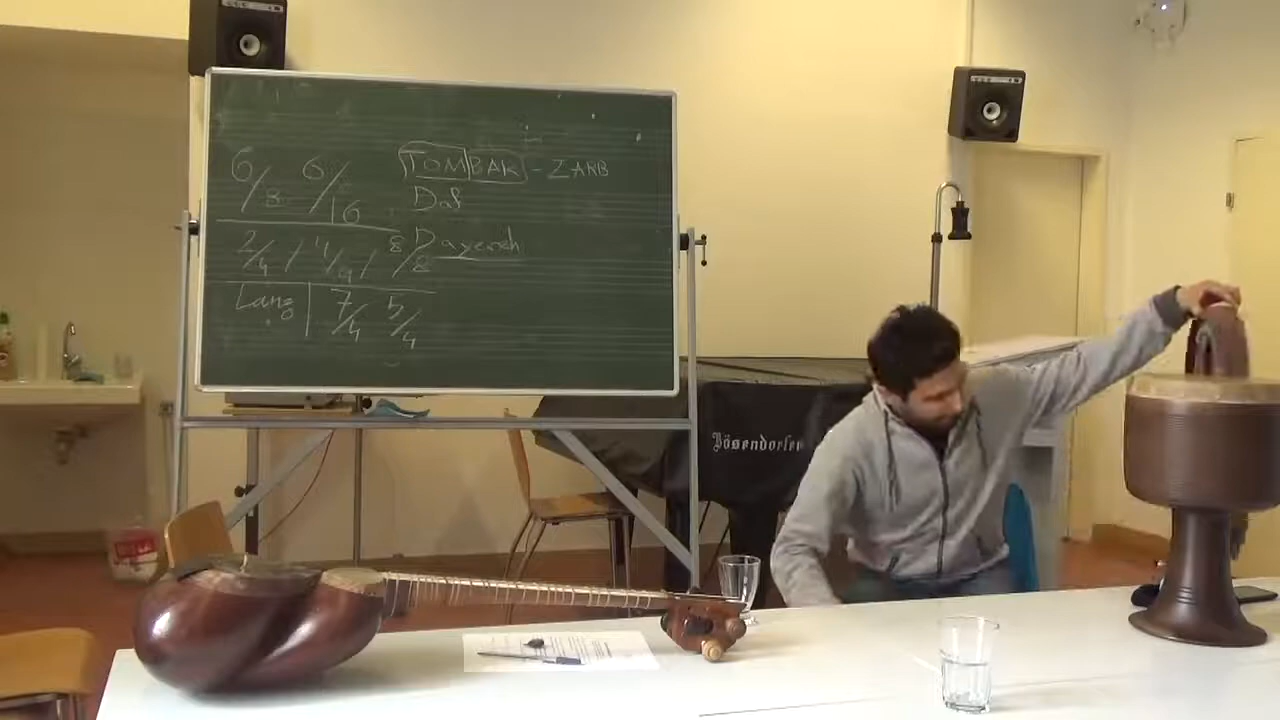 6/8 6/16 TOMBAK - ZARB
Daf
2/4 / 4/4 / 8/8 Dayereh
Lang 7/4 5/4
Bösendorfer